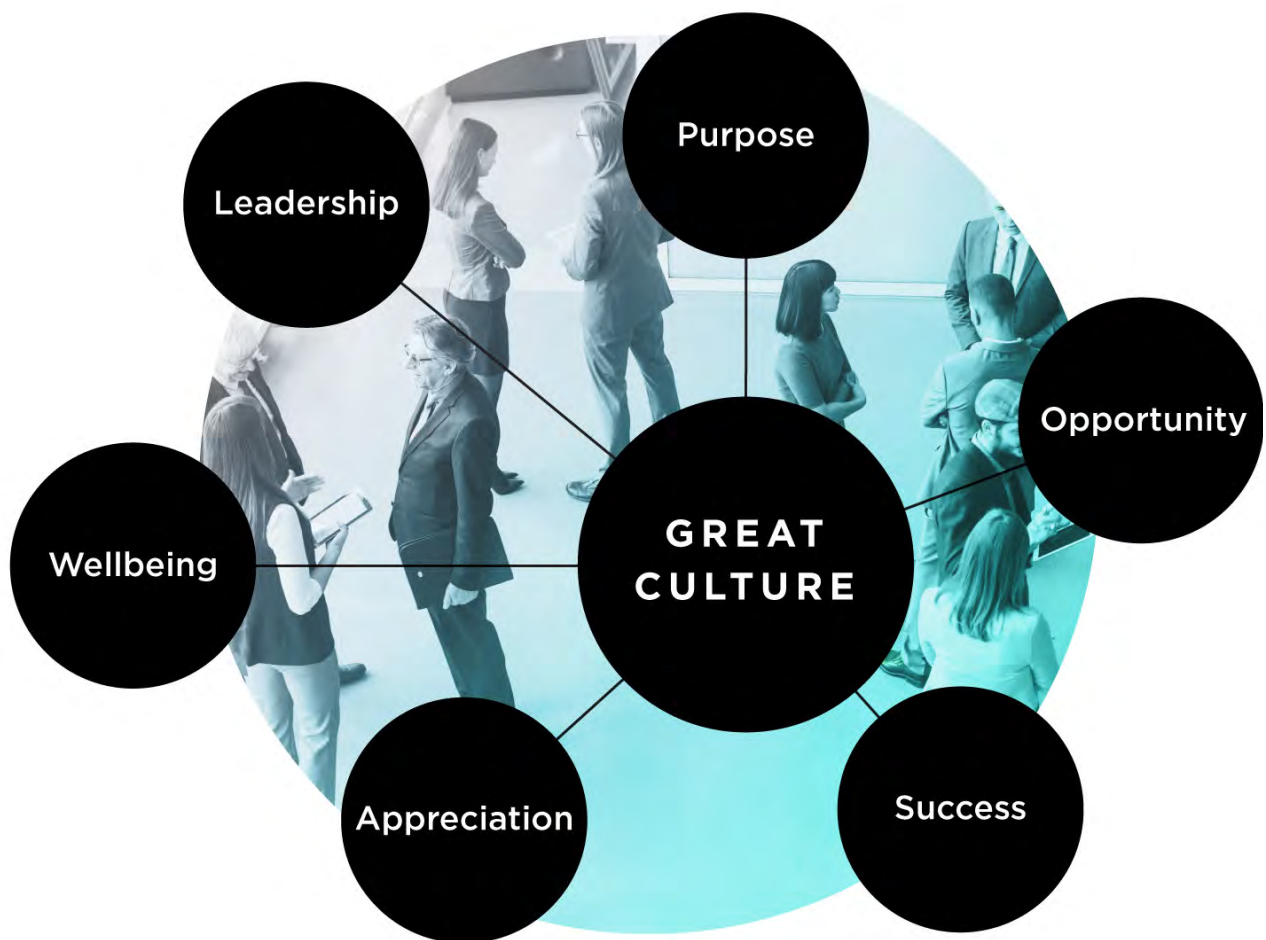 Purpose
Leadership
Opportunity
GREAT
CULTURE
Wellbeing
Success
Appreciation